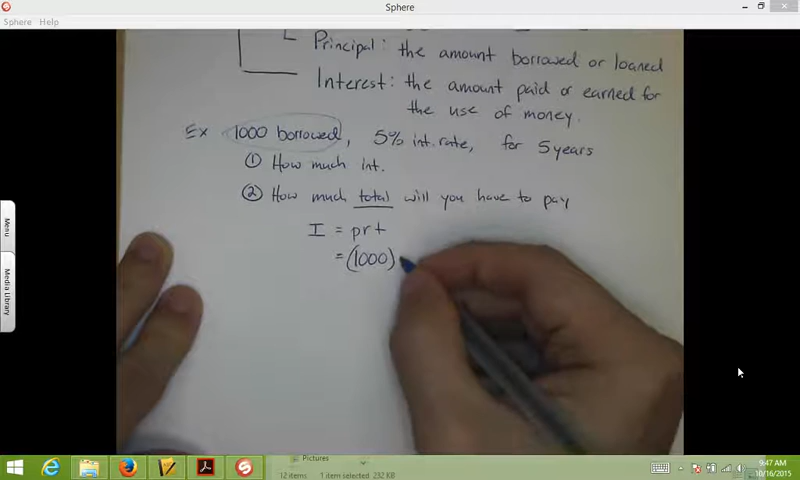 Sphere
Sphere Help
Principal: the amount borrowed or loaned
Interest: the amount paid or earned for
the use of money.
Ex 1000 borrowed, 5% int. rate, for 5 years
① How much int.
② How much total will you have to pay
I = prt
= (1000)
Menu
Media Library
Pictures
12 items 1 item selected 232 KB
9:47 AM
10/16/2015